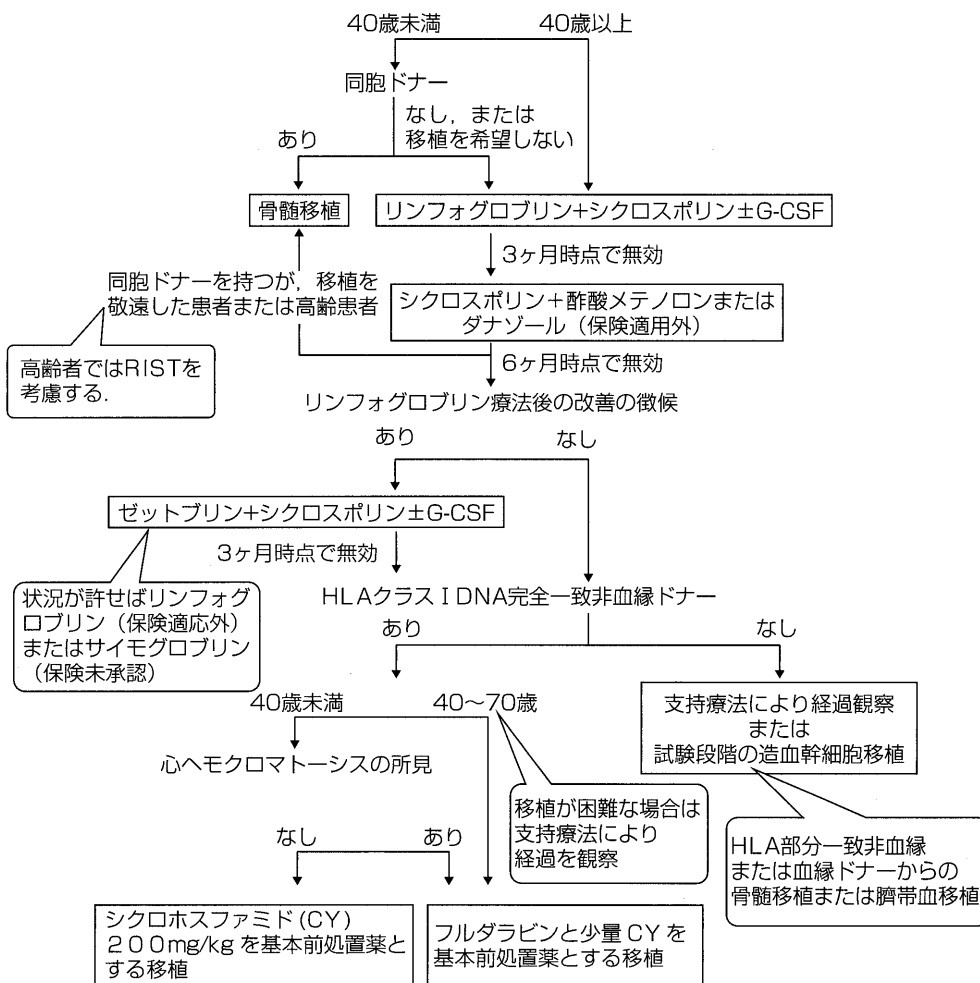 40歳未満
40歳以上
同胞ドナー
なし，または
移植を希望しない
あり
骨髄移植
リンフォグロブリン+シクロスポリン±G-CSF
3ヶ月時点で無効
同胞ドナーを持つが，移植を
敬遠した患者または高齢患者
シクロスポリン＋酢酸メテノロンまたは
ダナゾール（保険適用外）
高齢者ではRISTを
考慮する.
6ヶ月時点で無効
リンフォグロブリン療法後の改善の徴候
あり
なし
ゼットブリン+シクロスポリン±G-CSF
3ヶ月時点で無効
状況が許せばリンフォグ
ロブリン（保険適応外）
またはサイモグロブリン
（保険未承認）
HLAクラスⅠDNA完全一致非血縁ドナー
あり
なし
40歳未満
40～70歳
支持療法により経過観察
または
試験段階の造血幹細胞移植
心ヘモクロマトーシスの所見
移植が困難な場合は
支持療法により
経過を観察
HLA部分一致非血縁
または血縁ドナーからの
骨髄移植または臍帯血移植
なし
あり
シクロホスファミド(CY)
200mg/kgを基本前処置薬と
する移植
フルダラビンと少量CYを
基本前処置薬とする移植